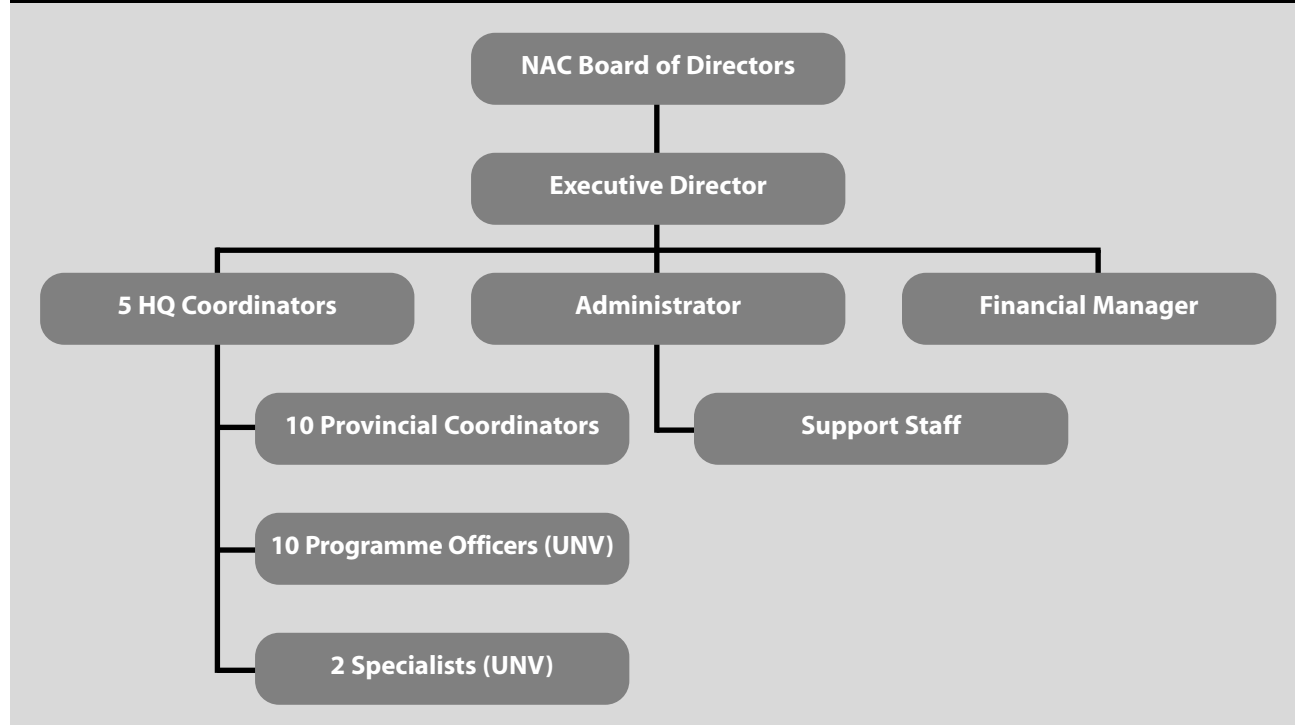 NAC Board of Directors
Executive Director
5 HQ Coordinators
Administrator
Financial Manager
10 Provincial Coordinators
Support Staff
10 Programme Officers (UNV)
2 Specialists (UNV)